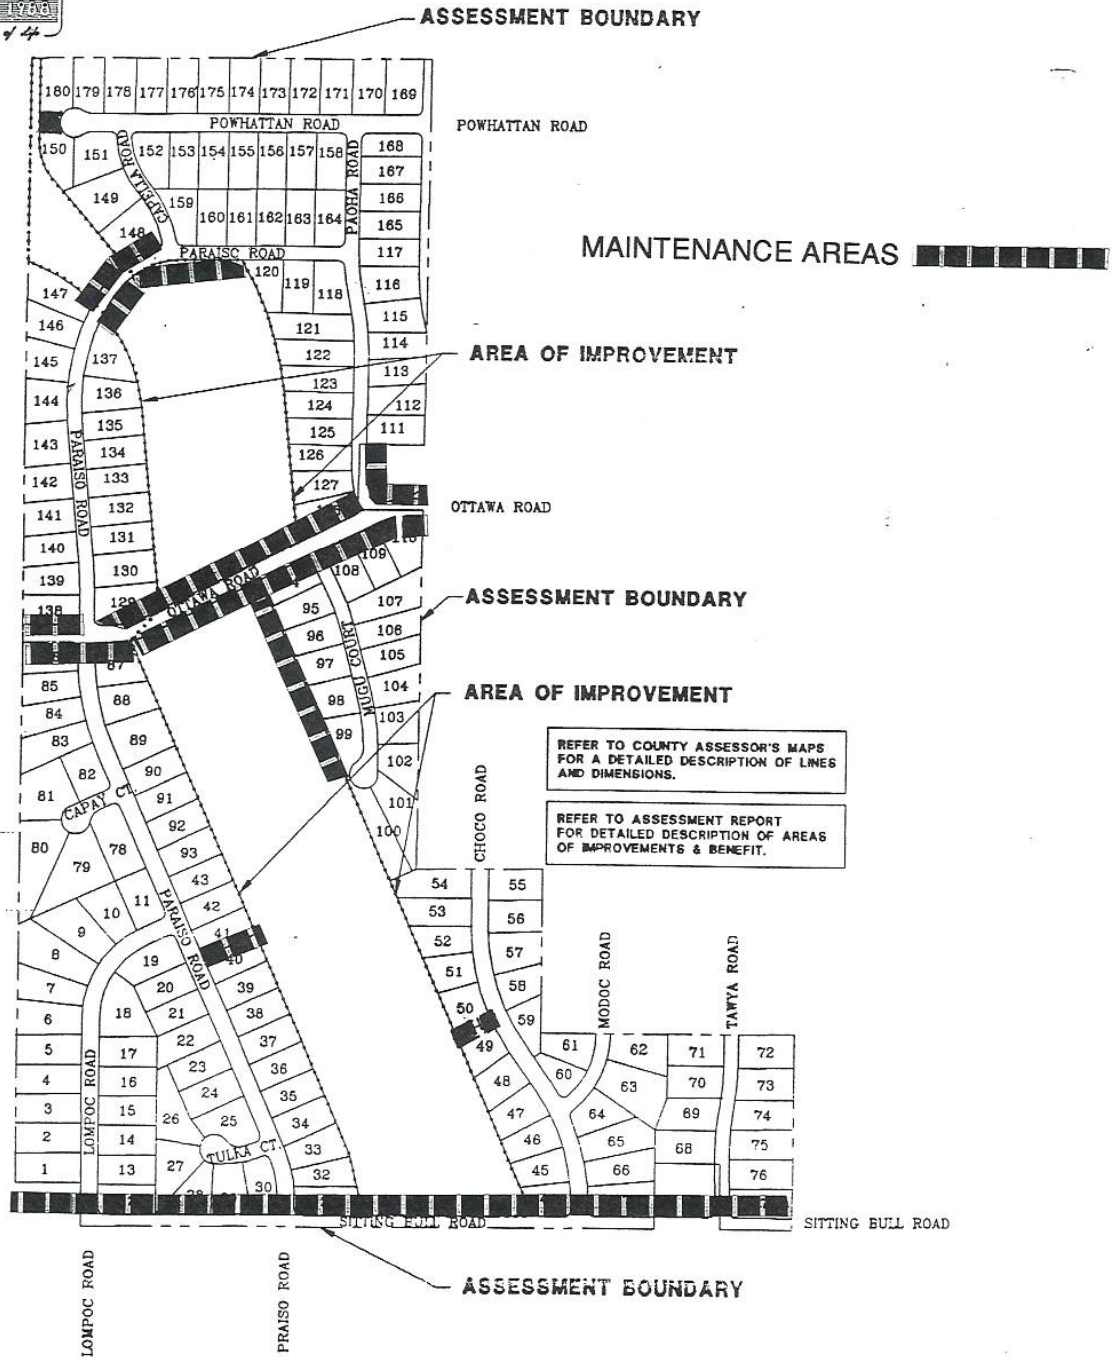 1988
ASSESSMENT BOUNDARY
180 179 178 177 176 175 174 173 172 171 170 169
POWHATTAN ROAD
POWHATTAN ROAD
150 151 152 153 154 155 156 157 158 168
167
CAPELLA ROAD
PAOHA ROAD
149 159 166
160 161 162 163 164 165
148
PARAISO ROAD
117
MAINTENANCE AREAS
120 119 118 116
147
146 121 115
145 137 122 114
AREA OF IMPROVEMENT
123 113
144 136 124 112
135 125 111
143 134 126
PARAISO ROAD
142 133 127
141 132
OTTAWA ROAD
131
140 109
139 130 108
OTTAWA ROAD
129
138 95 107
ASSESSMENT BOUNDARY
96 106
MUGU COURT
87 97 105
85 88 98 104
AREA OF IMPROVEMENT
84 103
83 89 99
82 90 102
81 91 101
CAPAY CT.
92 100
80 79 78 93
REFER TO COUNTY ASSESSOR'S MAPS
FOR A DETAILED DESCRIPTION OF LINES
AND DIMENSIONS.
REFER TO ASSESSMENT REPORT
FOR DETAILED DESCRIPTION OF AREAS
OF IMPROVEMENTS & BENEFIT.
CHOCO ROAD
43 54 55
11 42 53 56
10 41
9 40 52 57
PARAISO ROAD
8 19 39 51 58
7 20 38 50 59
6 18 21 37 49
MODOC ROAD
TAWYA ROAD
5 17 22 36 48 61 62 71 72
4 16 23 35 47 60 63 70 73
LOMPOC ROAD
3 15 24 34 46 64 69 74
2 14 26 25 33 45 65 68 75
TULKA CT.
1 13 27 30 32 66 76
SITTING BULL ROAD
SITTING BULL ROAD
ASSESSMENT BOUNDARY
LOMPOC ROAD
PRAISO ROAD